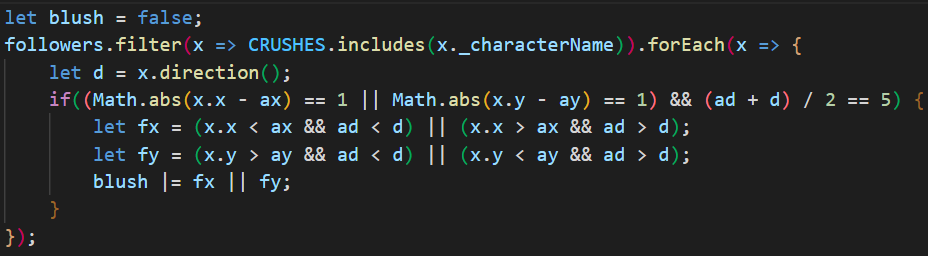 let blush = false;
followers.filter(x => CRUSHES.includes(x._characterName)).forEach(x => {
    let d = x.direction();
    if((Math.abs(x.x - ax) == 1 || Math.abs(x.y - ay) == 1) && (ad + d) / 2 == 5) {
        let fx = (x.x < ax && ad < d) || (x.x > ax && ad > d);
        let fy = (x.y > ay && ad < d) || (x.y < ay && ad > d);
        blush |= fx || fy;
    }
});